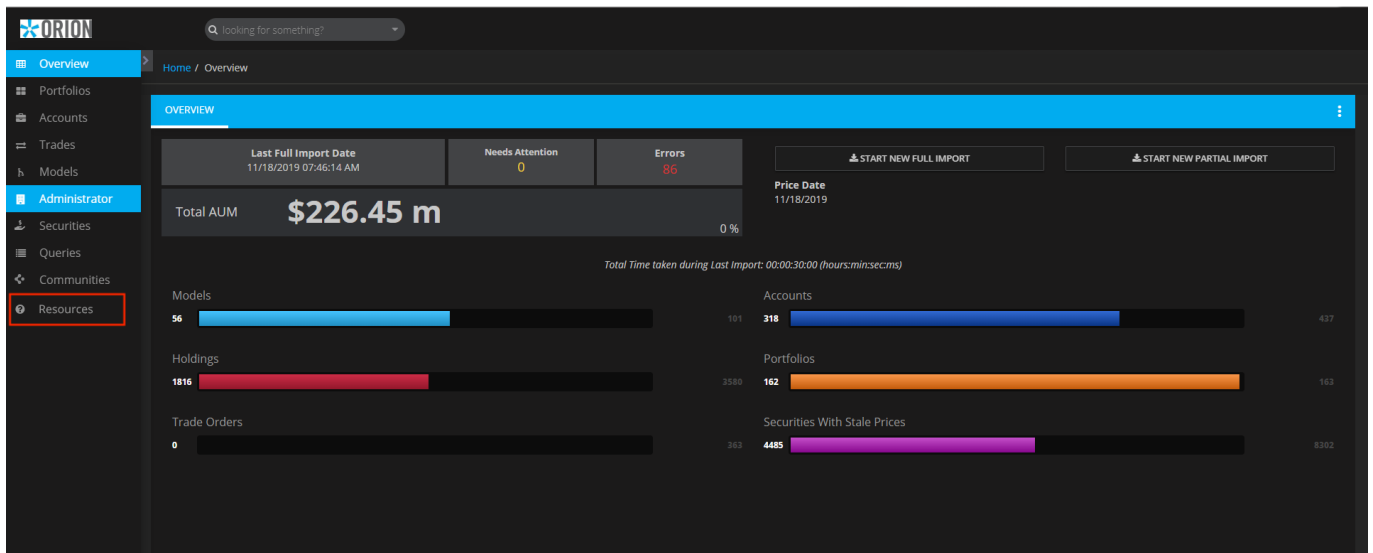 ORION
looking for something?
Overview
Home / Overview
Portfolios
Accounts
Trades
Models
Administrator
Securities
Queries
Communities
Resources
OVERVIEW
Last Full Import Date
11/18/2019 07:46:14 AM
Needs Attention
0
Errors
86
START NEW FULL IMPORT
START NEW PARTIAL IMPORT
Price Date
11/18/2019
Total AUM
$226.45 m
0 %
Total Time taken during Last Import: 00:00:30:00 (hours:min:sec:ms)
Models
56
101
Accounts
318
437
Holdings
1816
3580
Portfolios
162
163
Trade Orders
0
363
Securities With Stale Prices
4485
8302